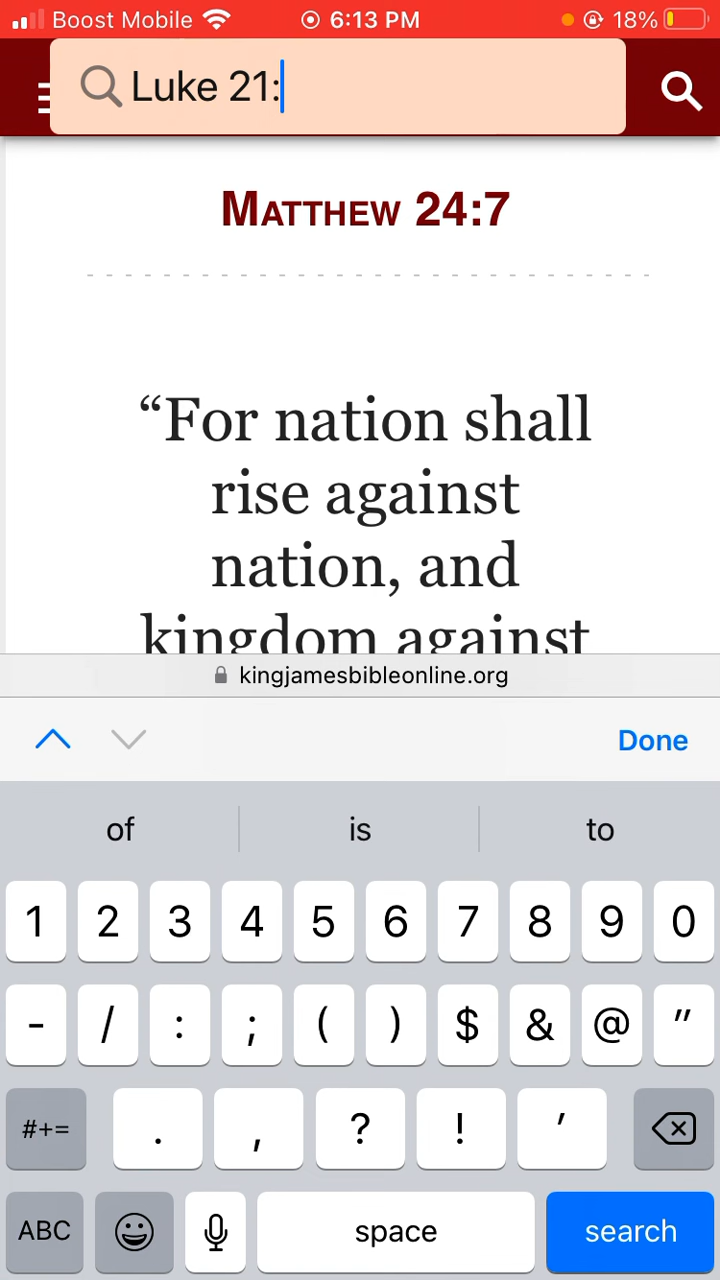 Boost Mobile 6:13 PM 18%
Luke 21:
MATTHEW 24:7
“For nation shall
rise against
nation, and
kingdom against
kingjamesbibleonline.org
Done
of is to
1 2 3 4 5 6 7 8 9 0
- / : ; ( ) $ & @ "
#+= . , ? ! '
ABC space search